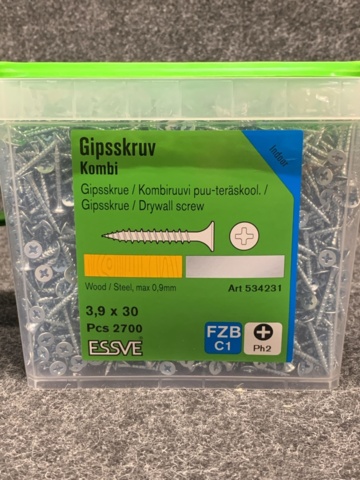 Gipsskruv
Kombi
Indoor
Gipsskrue / Kombiruuvi puu-teräskool. /
Gipsskrue / Drywall screw
Wood / Steel, max 0,9mm
Art 534231
3,9 x 30
Pcs 2700
ESSVE
FZB
C1
Ph2